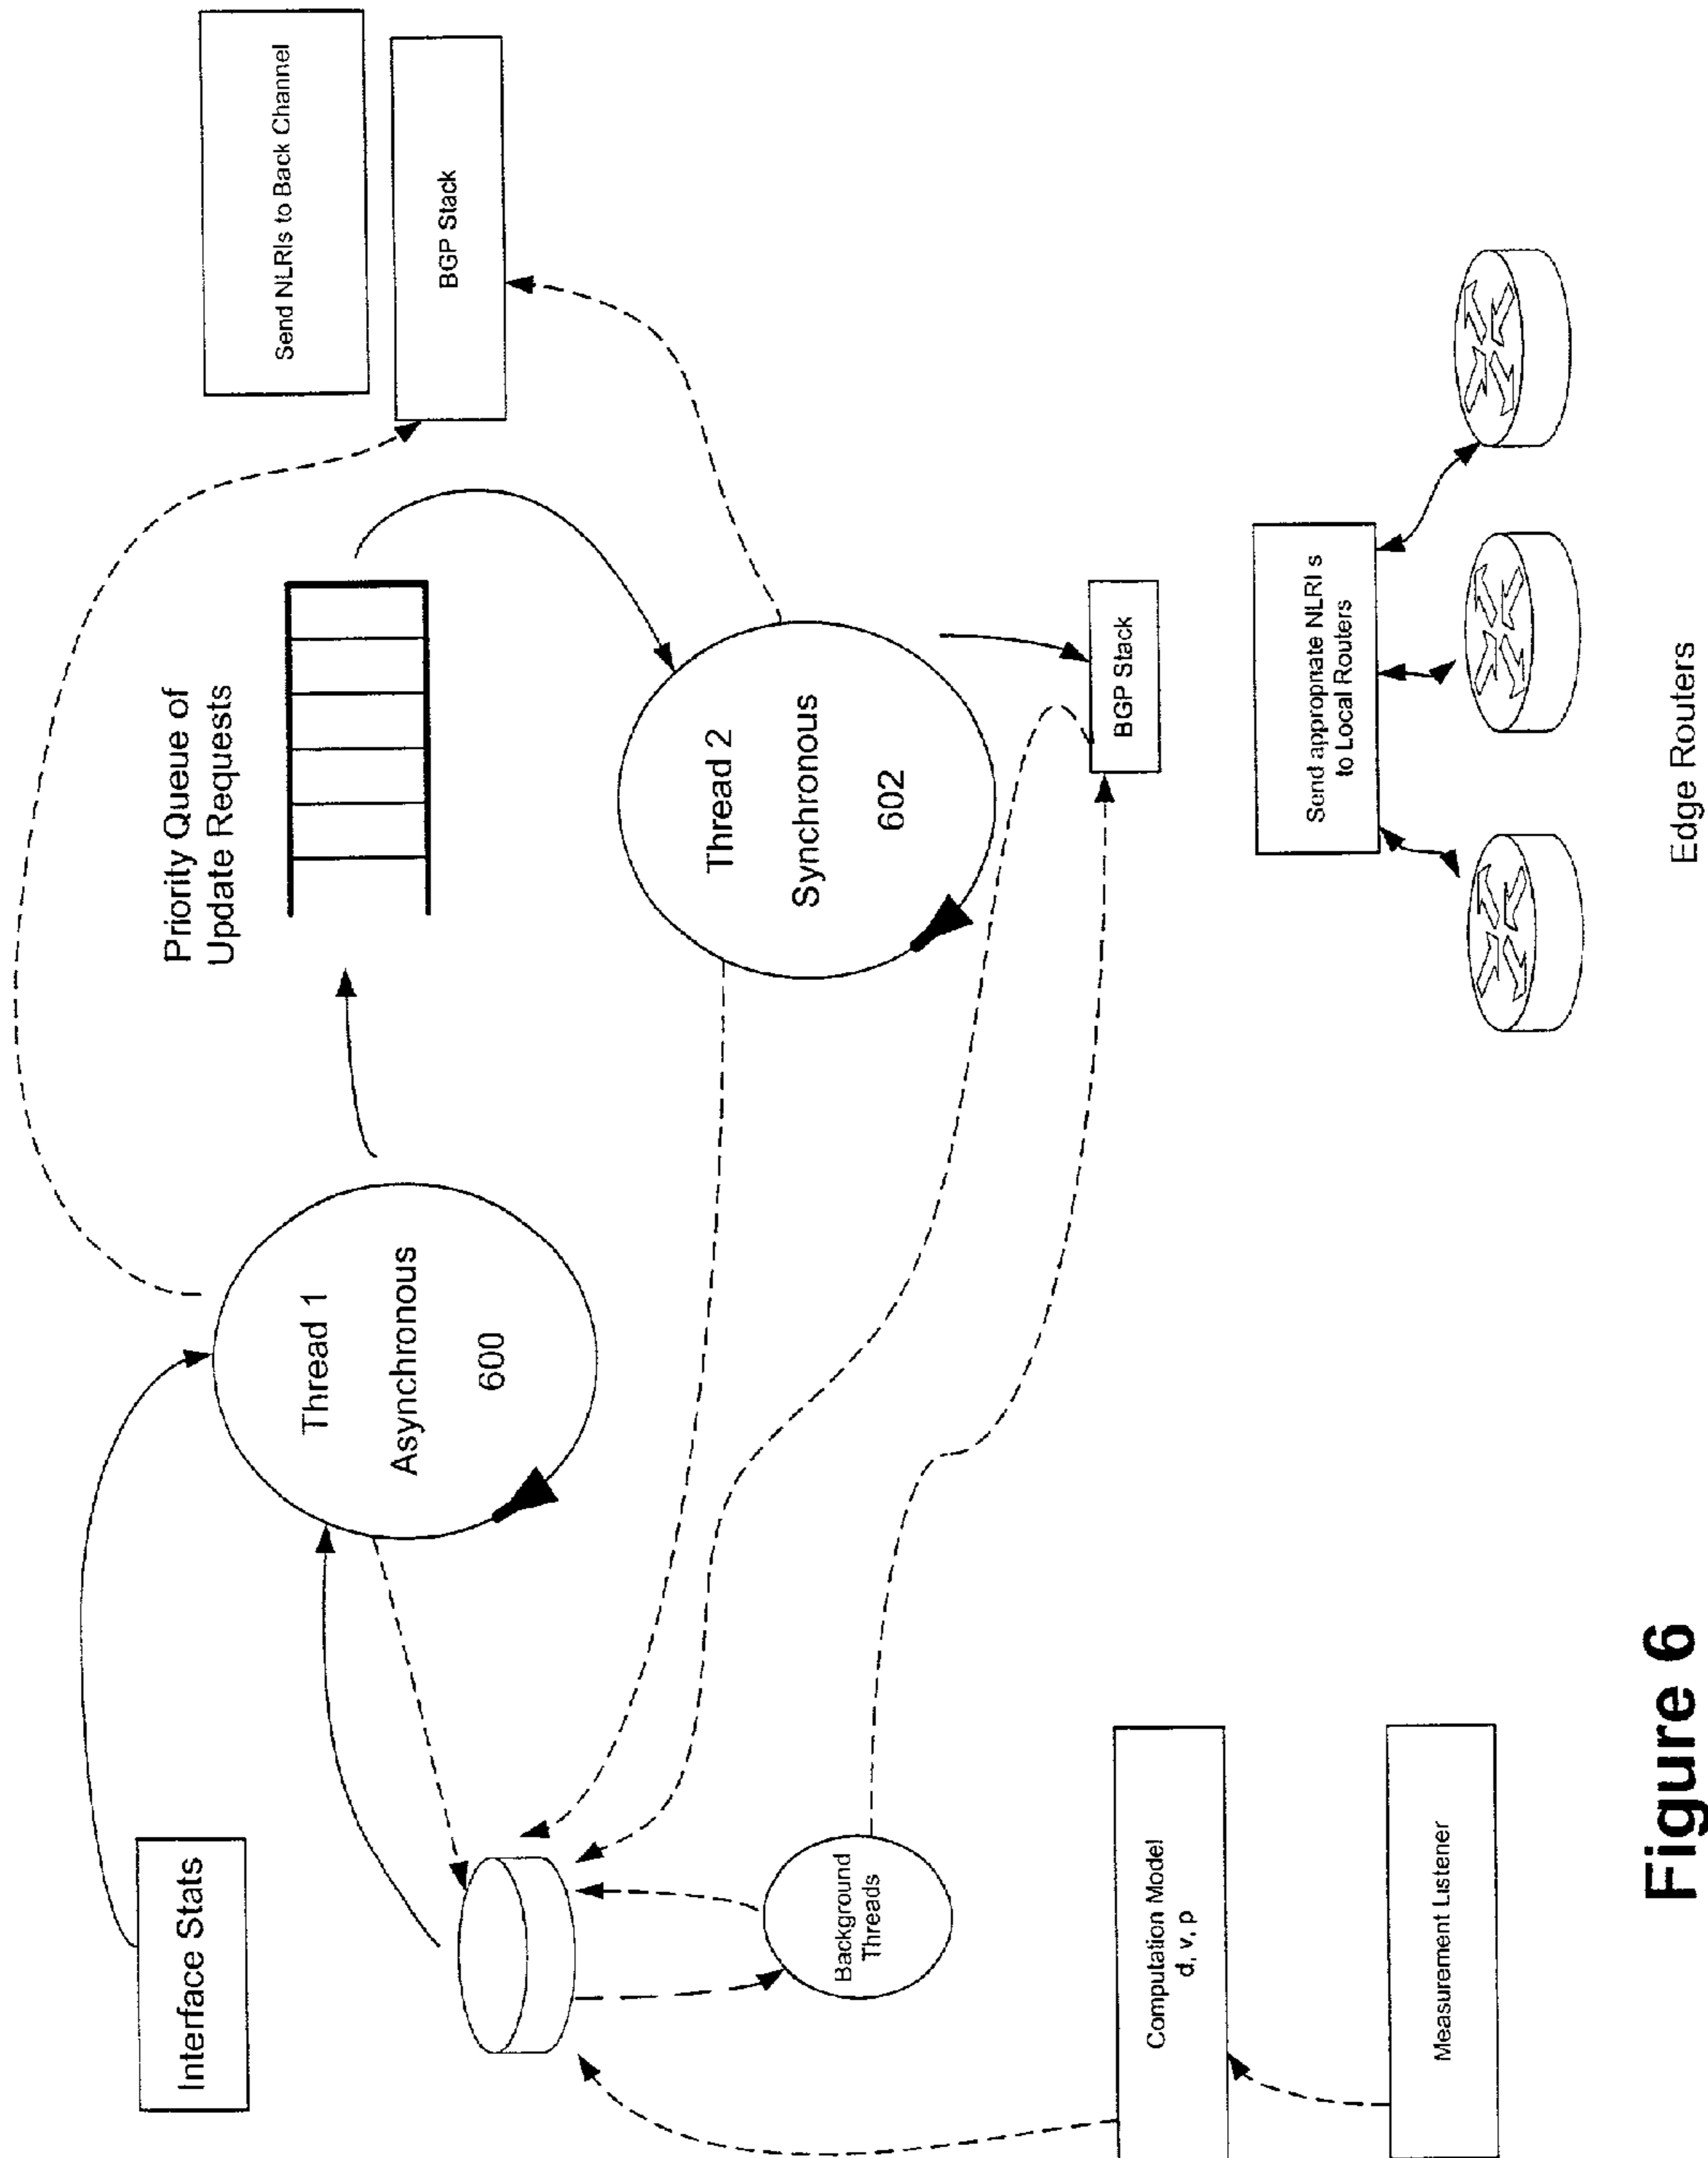 Send NLRIs to Back Channel
BGP Stack
Priority Queue of
Update Requests
Thread 1
Asynchronous
600
Interface Stats
Thread 2
Synchronous
602
BGP Stack
Background
Threads
Send appropriate NLRI s
to Local Routers
Computation Model
d, v, p
Measurement Listener
Edge Routers
Figure 6